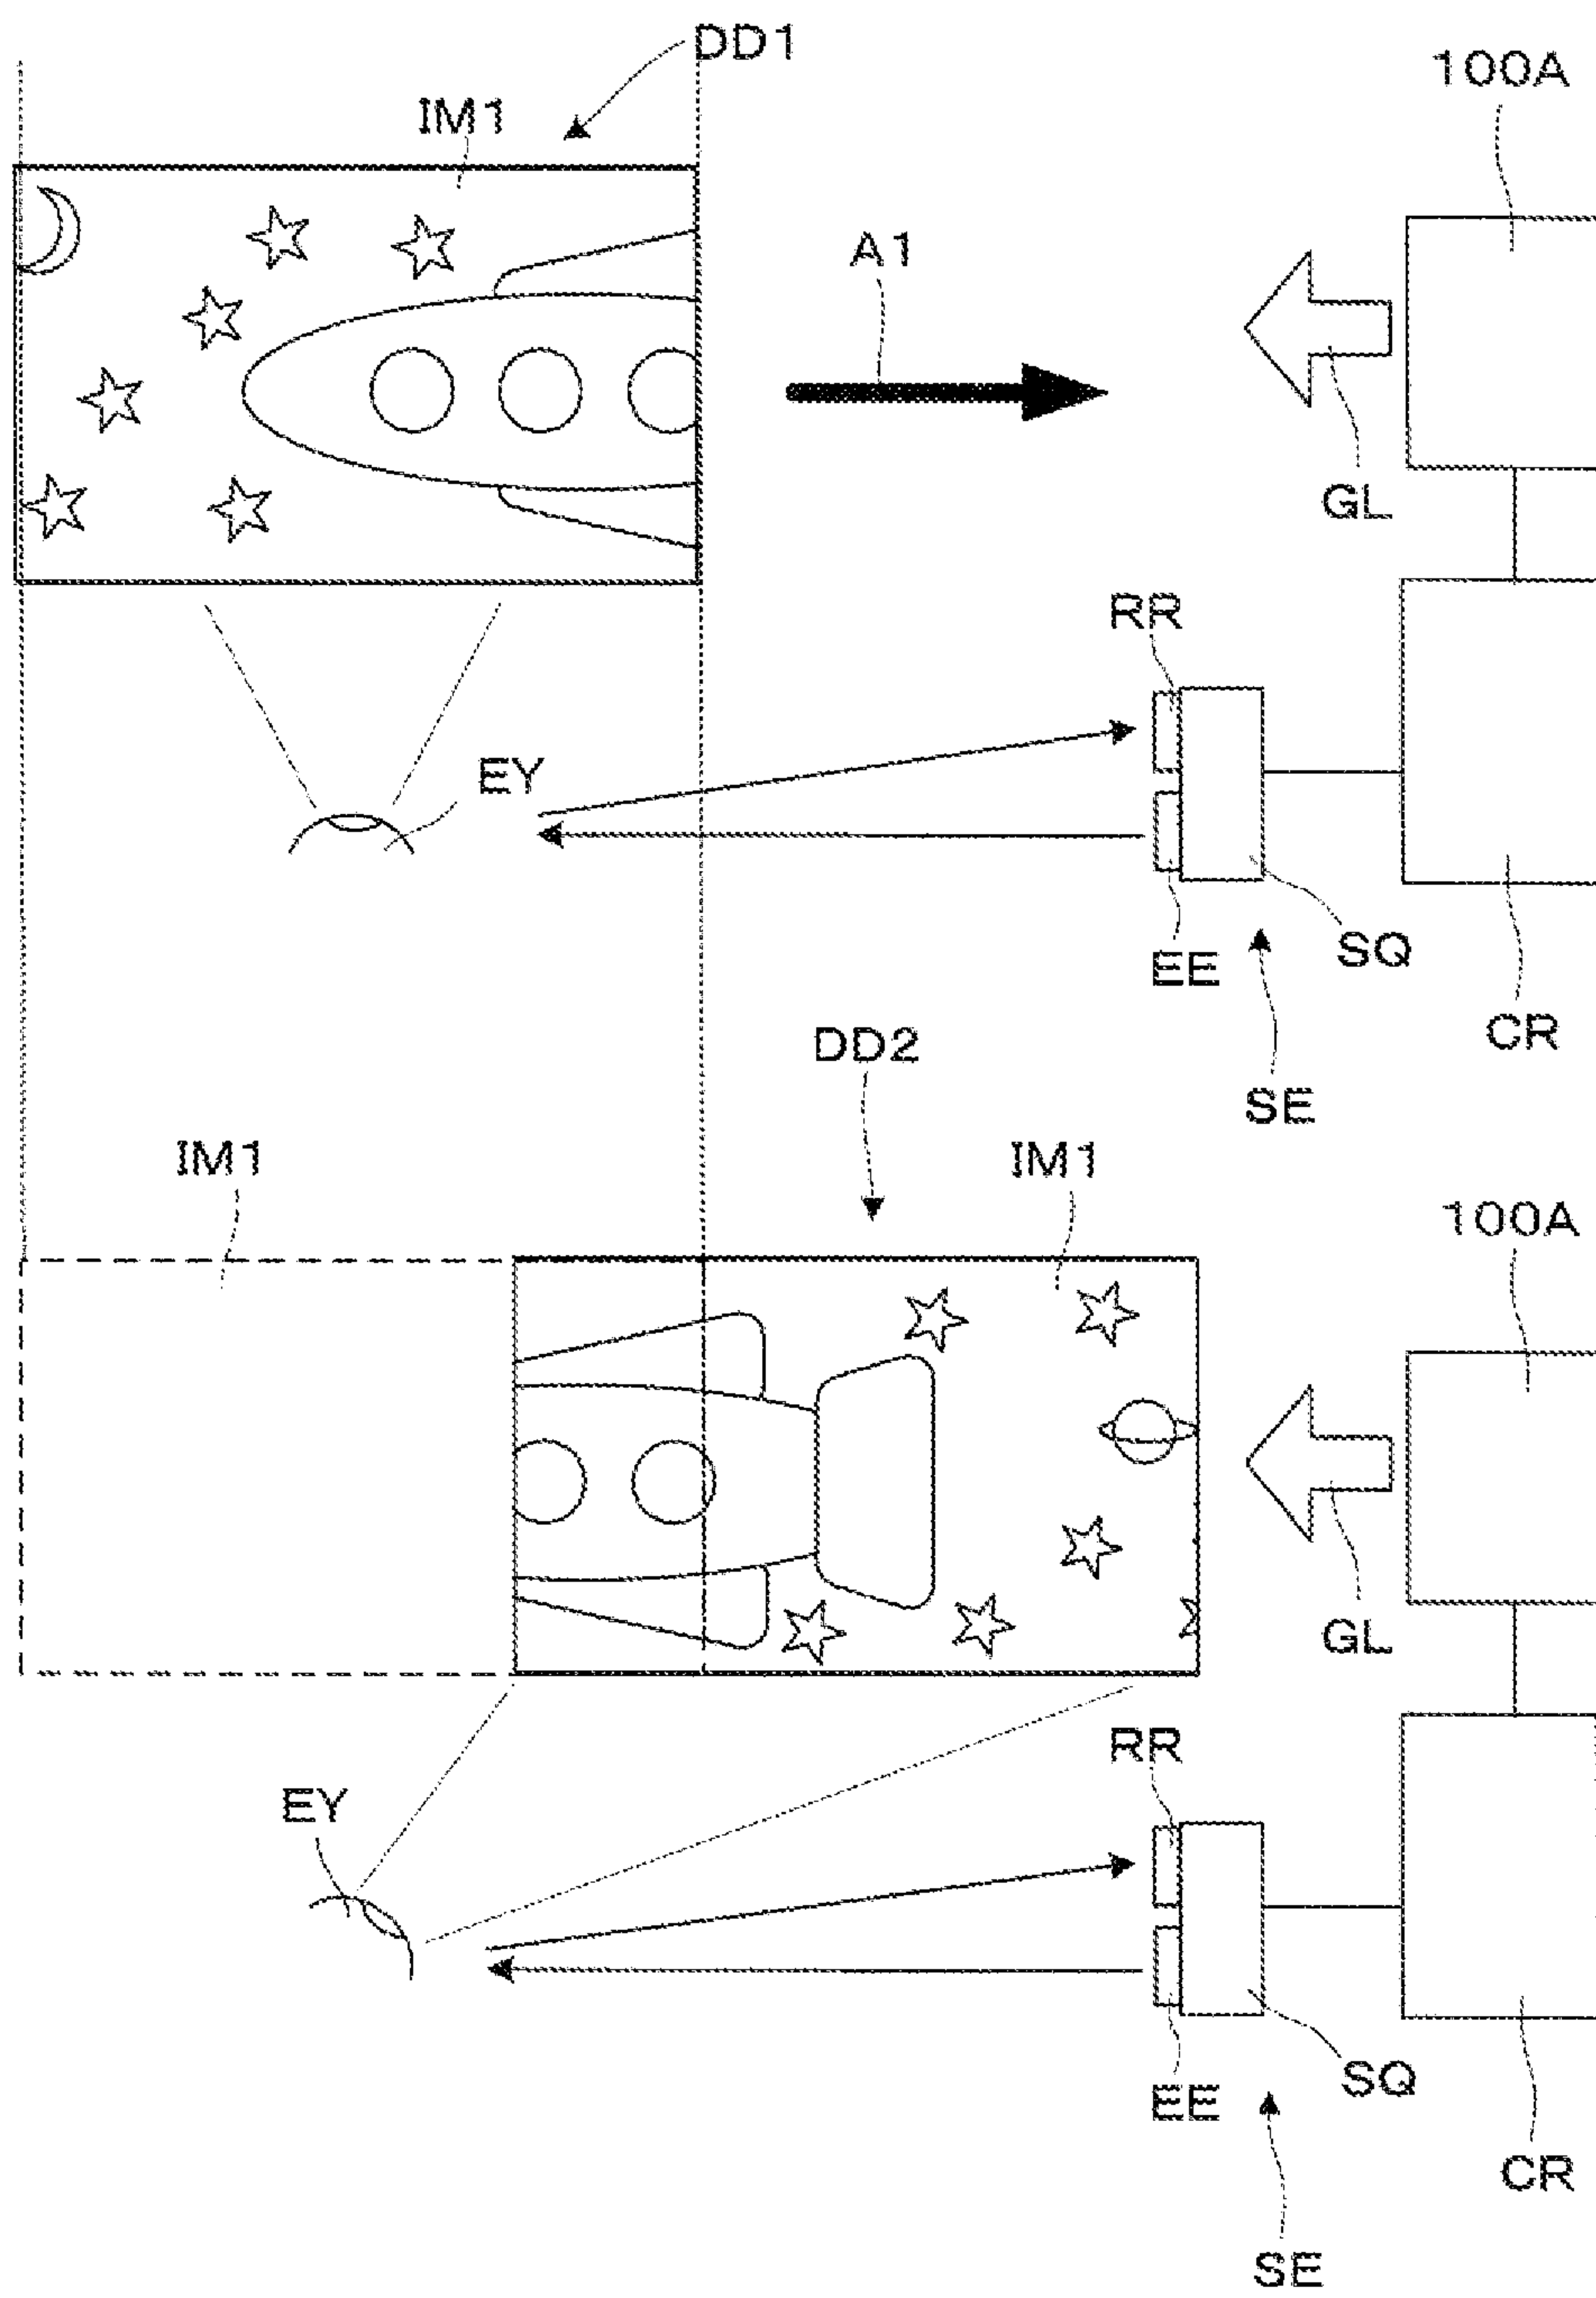 DD1
100A
IM1
A1
GL
RR
EY
SQ
EE
CR
DD2
SE
IM1
IM1
100A
GL
RR
EY
SQ
EE
CR
SE